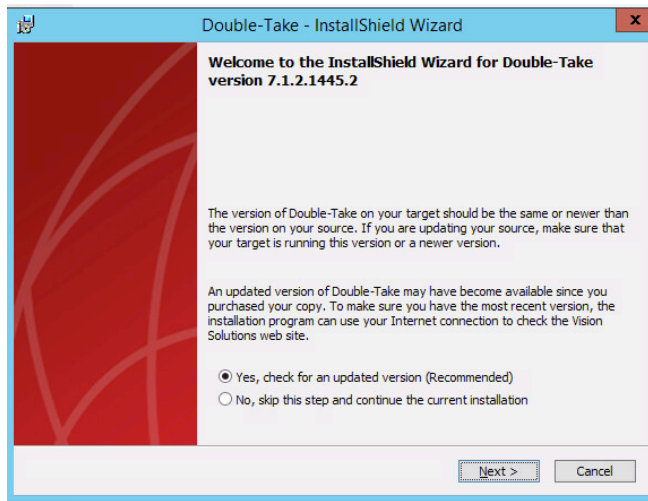 Double-Take - InstallShield Wizard
x
Welcome to the InstallShield Wizard for Double-Take
version 7.1.2.1445.2
The version of Double-Take on your target should be the same or newer than
the version on your source. If you are updating your source, make sure that
your target is running this version or a newer version.
An updated version of Double-Take may have become available since you
purchased your copy. To make sure you have the most recent version, the
installation program can use your Internet connection to check the Vision
Solutions web site.
Yes, check for an updated version (Recommended)
No, skip this step and continue the current installation
Next >
Cancel